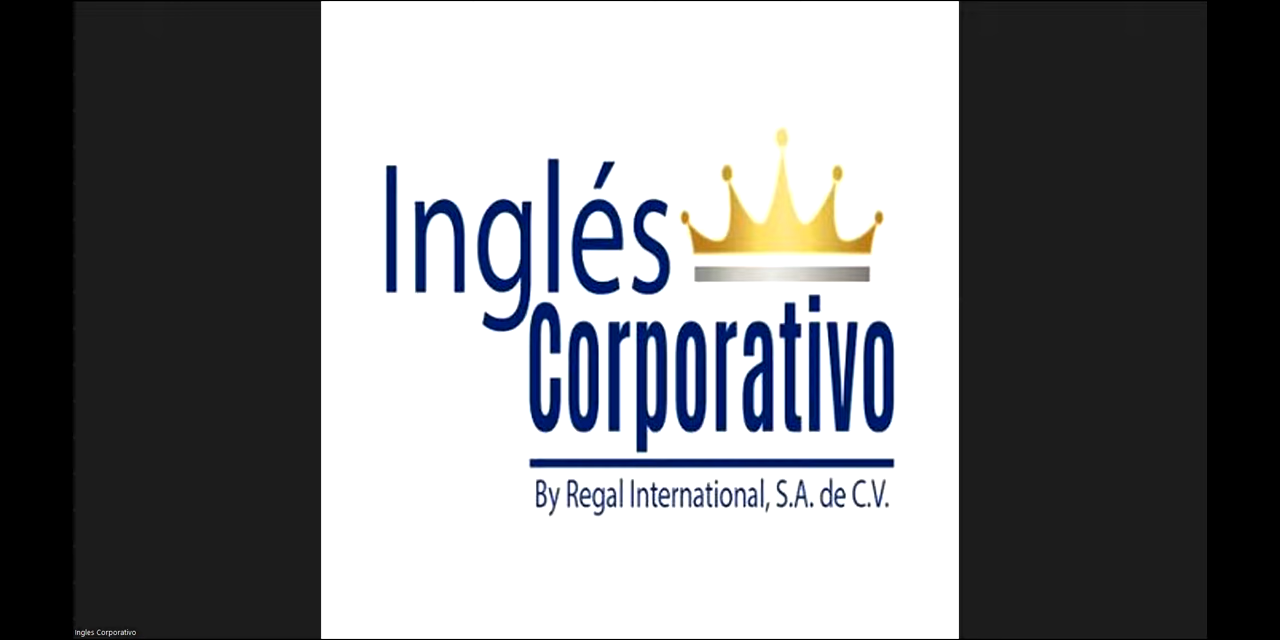 Inglés
Corporativo
By Regal International, S.A. de C.V.
Ingles Corporativo